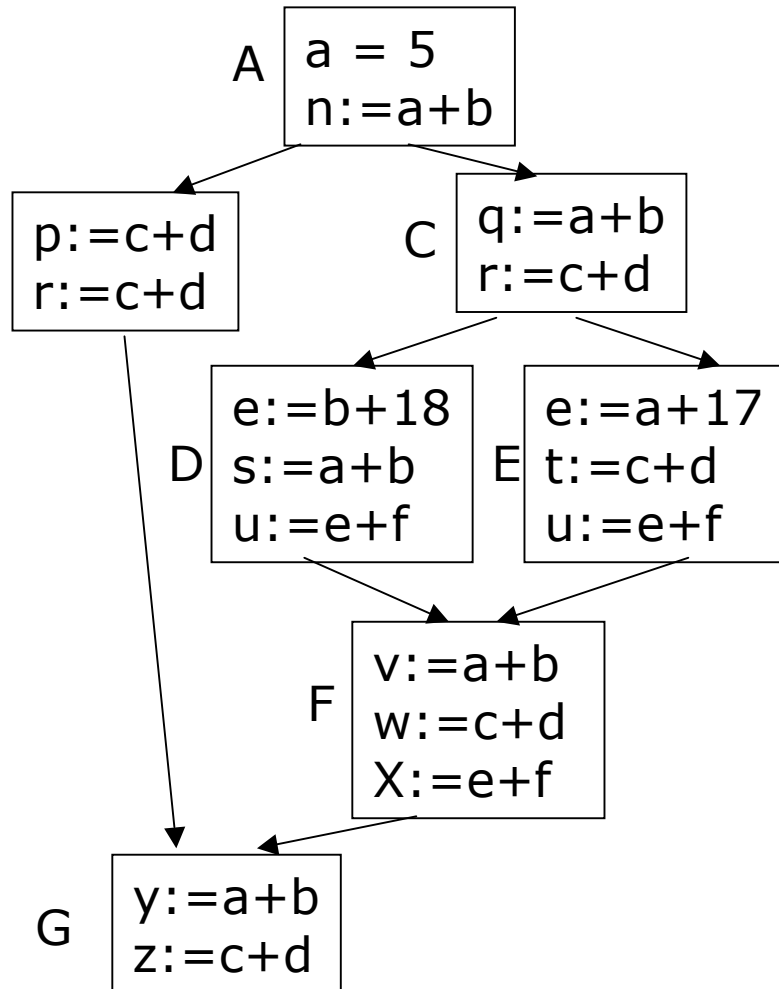 A
a = 5
n:=a+b
p:=c+d
r:=c+d
C
q:=a+b
r:=c+d
D
e:=b+18
s:=a+b
u:=e+f
E
e:=a+17
t:=c+d
u:=e+f
F
v:=a+b
w:=c+d
X:=e+f
G
y:=a+b
z:=c+d